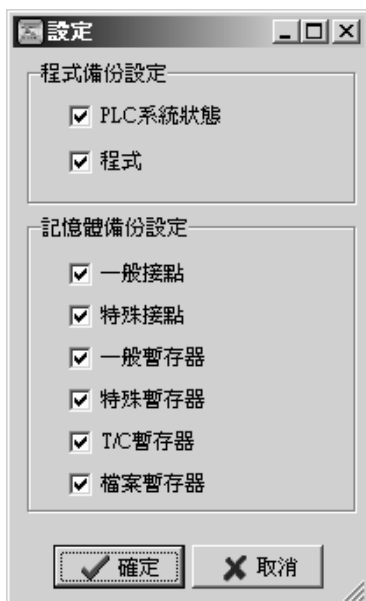 設定
程式備份設定
PLC系統狀態
程式
記憶體備份設定
一般接點
特殊接點
一般暫存器
特殊暫存器
T/C暫存器
檔案暫存器
確定 取消